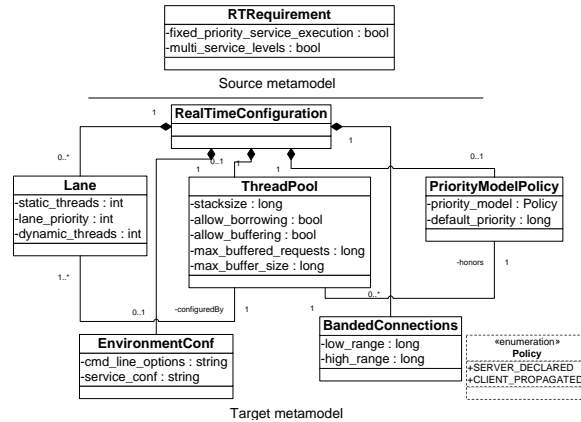 RTRequirement
-fixed_priority_service_execution : bool
-multi_service_levels : bool
Source metamodel
RealTimeConfiguration
1
1
0..1
1
1
1
0..*
0..1
Lane
-static_threads : int
-lane_priority : int
-dynamic_threads : int
ThreadPool
-stacksize : long
-allow_borrowing : bool
-allow_buffering : bool
-max_buffered_requests : long
-max_buffer_size : long
PriorityModelPolicy
-priority_model : Policy
-default_priority : long
1..*
-honors
1
0..1
-configuredBy
1
1
0..*
EnvironmentConf
-cmd_line_options : string
-service_conf : string
BandedConnections
-low_range : long
-high_range : long
«enumeration»
Policy
+SERVER_DECLARED
+CLIENT_PROPAGATED
Target metamodel